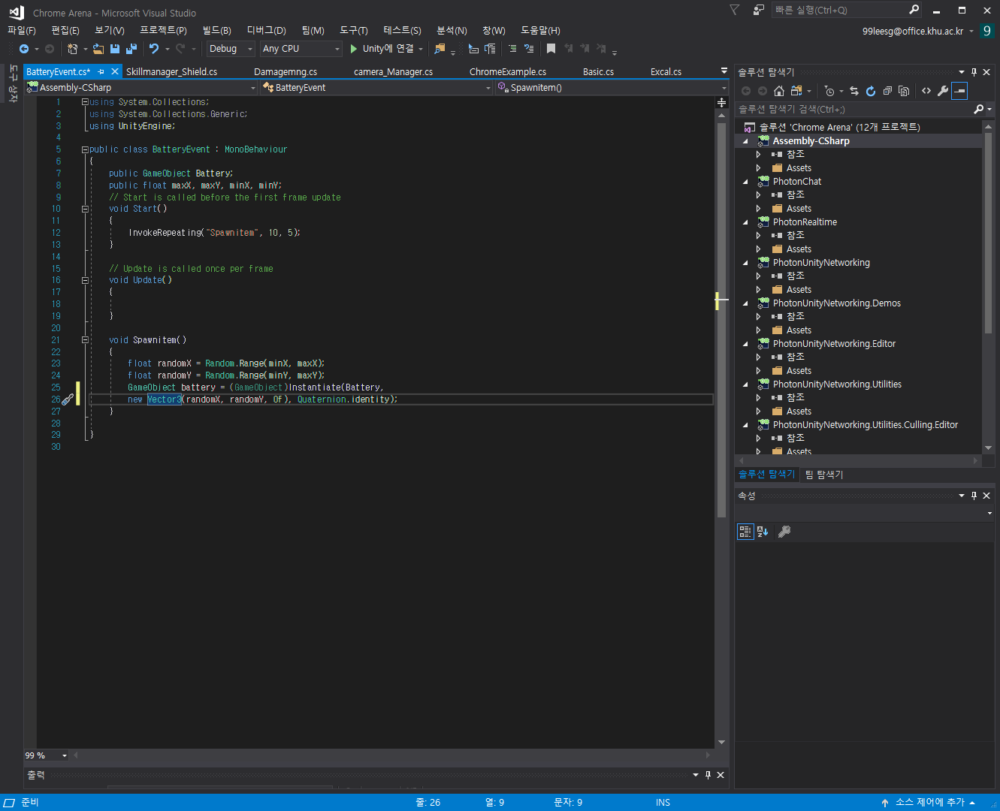 Chrome Arena - Microsoft Visual Studio
빠른 실행(Ctrl+Q)
파일(F) 편집(E) 보기(V) 프로젝트(P) 빌드(B) 디버그(D) 팀(M) 도구(T) 테스트(S) 분석(N) 창(W) 도움말(H)
99leesg@office.khu.ac.kr 9
Debug Any CPU Unity에 연결
도구 상자
BatteryEvent.cs* Skillmanager_Shield.cs Damagemng.cs camera_Manager.cs ChromeExample.cs Basic.cs Excal.cs
Assembly-CSharp BatteryEvent Spawnitem()
1 using System.Collections;
2 using System.Collections.Generic;
3 using UnityEngine;
4
5 public class BatteryEvent : MonoBehaviour
6 {
7 public GameObject Battery;
8 public float maxX, maxY, minX, minY;
9 // Start is called before the first frame update
10 void Start()
11 {
12 InvokeRepeating("Spawnitem", 10, 5);
13 }
14
15 // Update is called once per frame
16 void Update()
17 {
18
19 }
20
21 void Spawnitem()
22 {
23 float randomX = Random.Range(minX, maxX);
24 float randomY = Random.Range(minY, maxY);
25 GameObject battery = (GameObject)Instantiate(Battery,
26 new Vector3(randomX, randomY, 0f), Quaternion.identity);
27 }
28
29 }
30
99 %
출력
솔루션 탐색기
솔루션 탐색기 검색(Ctrl+;)
솔루션 'Chrome Arena' (12개 프로젝트)
Assembly-CSharp
참조
Assets
PhotonChat
참조
Assets
PhotonRealtime
참조
Assets
PhotonUnityNetworking
참조
Assets
PhotonUnityNetworking.Demos
참조
Assets
PhotonUnityNetworking.Editor
참조
Assets
PhotonUnityNetworking.Utilities
참조
Assets
PhotonUnityNetworking.Utilities.Culling.Editor
참조
Assets
솔루션 탐색기 팀 탐색기
속성
준비 줄: 26 열: 9 문자: 9 INS 소스 제어에 추가